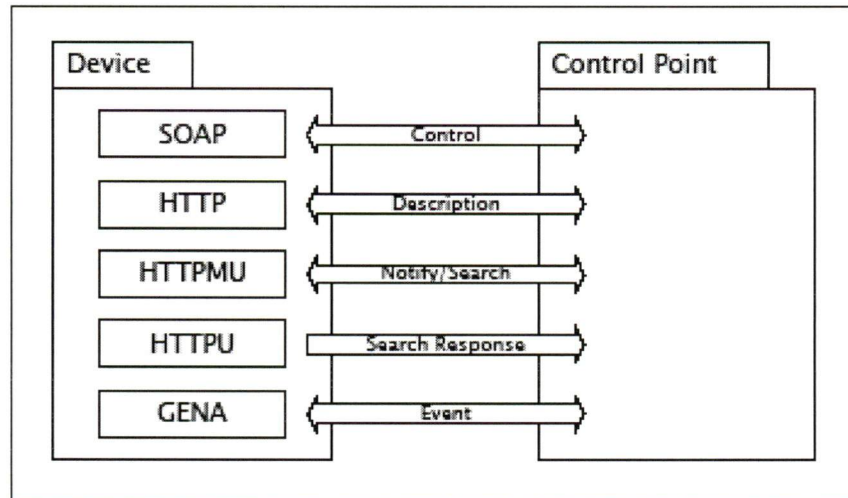 Device
Control Point
SOAP
Control
HTTP
Description
HTTPMU
Notify/Search
HTTPU
Search Response
GENA
Event